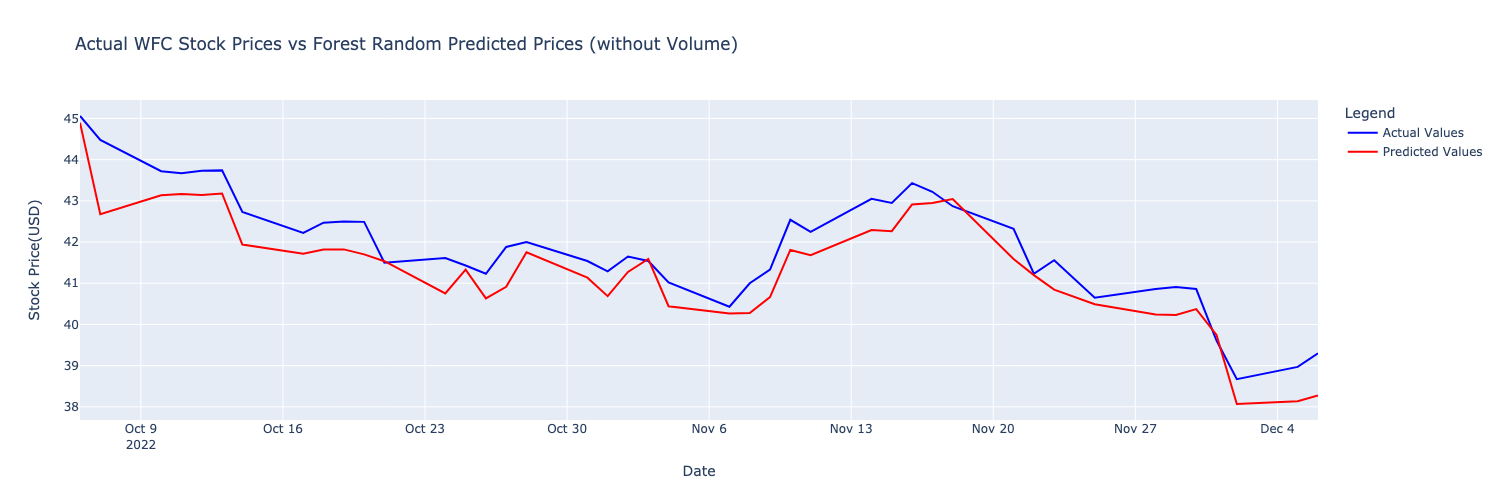 Actual WFC Stock Prices vs Forest Random Predicted Prices (without Volume)
Legend
Actual Values
Predicted Values
Stock Price(USD)
45
44
43
42
41
40
39
38
Oct 9
2022
Oct 16
Oct 23
Oct 30
Nov 6
Nov 13
Nov 20
Nov 27
Dec 4
Date